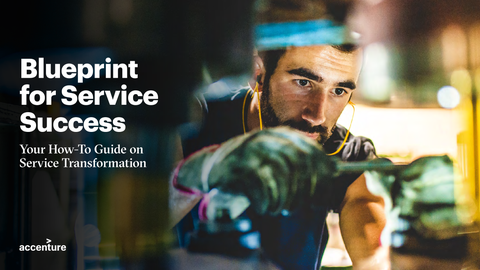 Blueprint
for Service
Success
Your How-To Guide on
Service Transformation
accenture